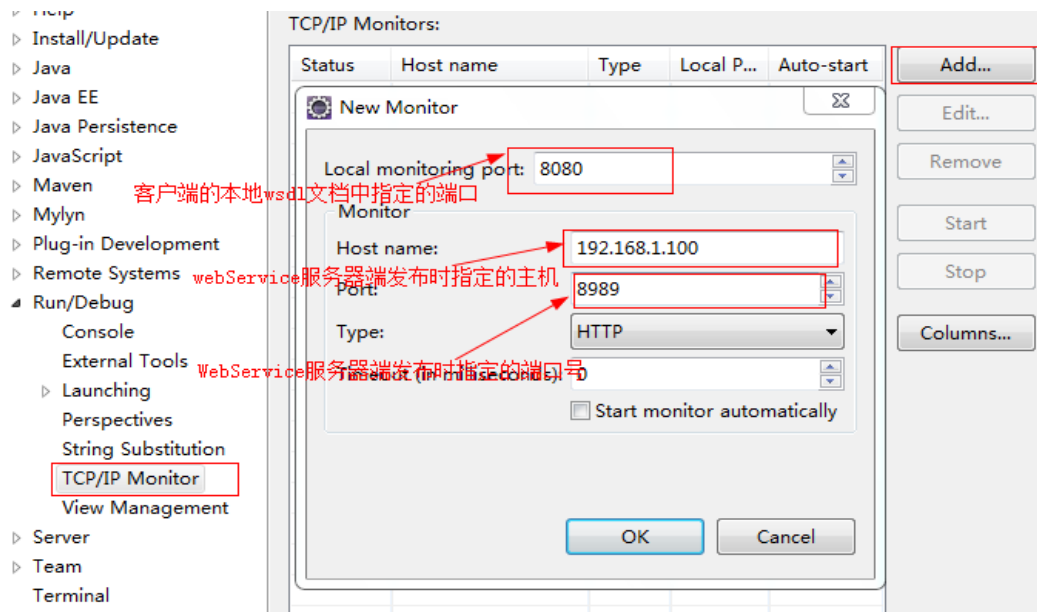 Help
Install/Update
Java
Java EE
Java Persistence
JavaScript
Maven
Mylyn
Plug-in Development
Remote Systems
Run/Debug
Console
External Tools
Launching
Perspectives
String Substitution
TCP/IP Monitor
View Management
Server
Team
Terminal
TCP/IP Monitors:
Status Host name Type Local P... Auto-start
New Monitor
Local monitoring port: 8080
客户端的本地wsdl文档中指定的端口
Monitor
Host name: 192.168.1.100
webService服务器端发布时指定的主机
Port: 8989
Type: HTTP
WebService服务器端发布时指定的端口号
Timeout (in milliseconds): 0
Start monitor automatically
OK Cancel
Add...
Edit...
Remove
Start
Stop
Columns...